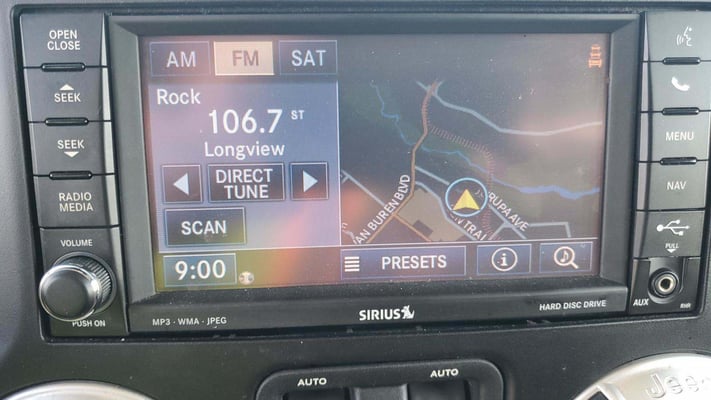 OPEN
CLOSE
SEEK
SEEK
RADIO
MEDIA
VOLUME
PUSH ON
AM
FM
SAT
Rock
106.7 ST
Longview
DIRECT
TUNE
SCAN
9:00
PRESETS
AN BUREN BLVD
RUPA AVE
MENU
NAV
PULL
AUX
MP3 · WMA · JPEG
SIRIUS
HARD DISC DRIVE
AUTO
AUTO
Jeep